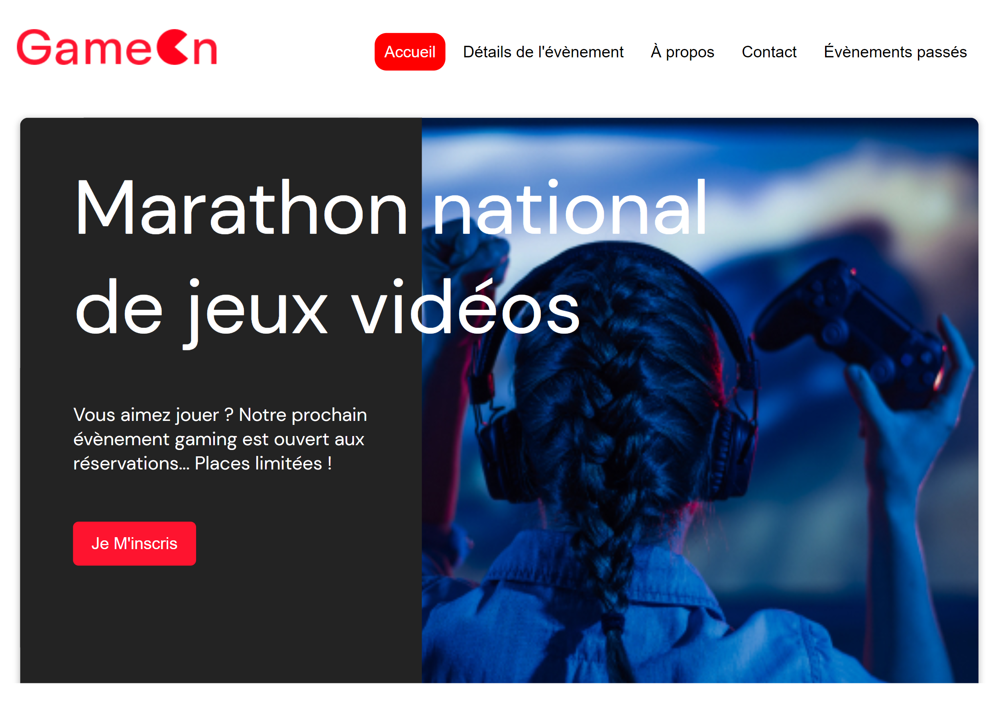 GameOn
Accueil Détails de l'évènement À propos Contact Évènements passés
Marathon national
de jeux vidéos
Vous aimez jouer ? Notre prochain
évènement gaming est ouvert aux
réservations... Places limitées !
Je M'inscris